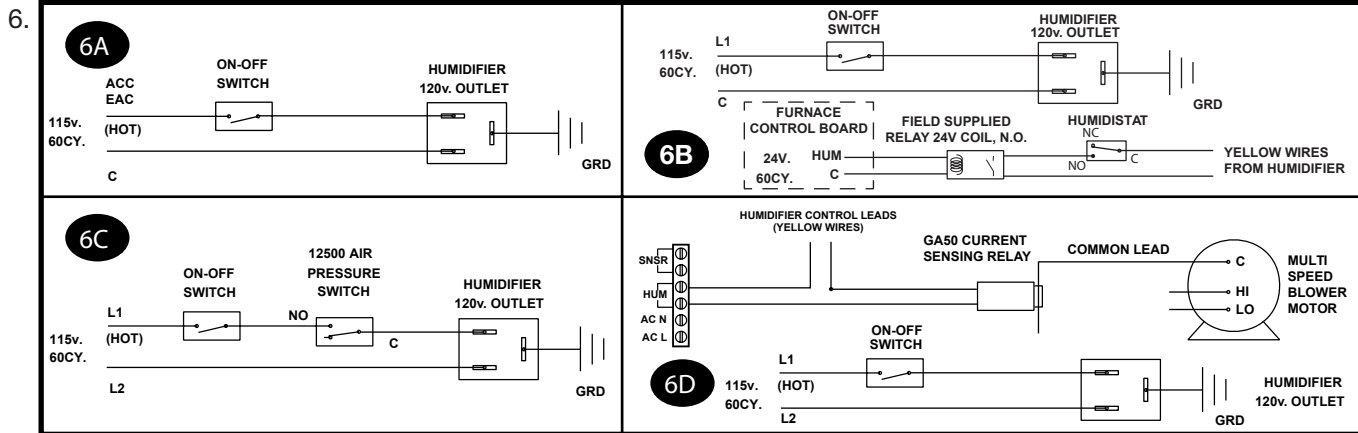 6.
6A
ACC
EAC
115v.
60CY.
(HOT)
C
ON-OFF
SWITCH
HUMIDIFIER
120v. OUTLET
GRD
115v.
60CY.
L1
(HOT)
C
ON-OFF
SWITCH
HUMIDIFIER
120v. OUTLET
GRD
6B
FURNACE
CONTROL BOARD
24V.
60CY.
HUM
C
FIELD SUPPLIED
RELAY 24V COIL, N.O.
HUMIDISTAT
NC
NO
C
YELLOW WIRES
FROM HUMIDIFIER
6C
115v.
60CY.
L1
(HOT)
L2
ON-OFF
SWITCH
12500 AIR
PRESSURE
SWITCH
NO
C
HUMIDIFIER
120v. OUTLET
GRD
HUMIDIFIER CONTROL LEADS
(YELLOW WIRES)
SNSR
HUM
AC N
AC L
GA50 CURRENT
SENSING RELAY
COMMON LEAD
C
HI
LO
MULTI
SPEED
BLOWER
MOTOR
6D
115v.
60CY.
L1
(HOT)
L2
ON-OFF
SWITCH
GRD
HUMIDIFIER
120v. OUTLET